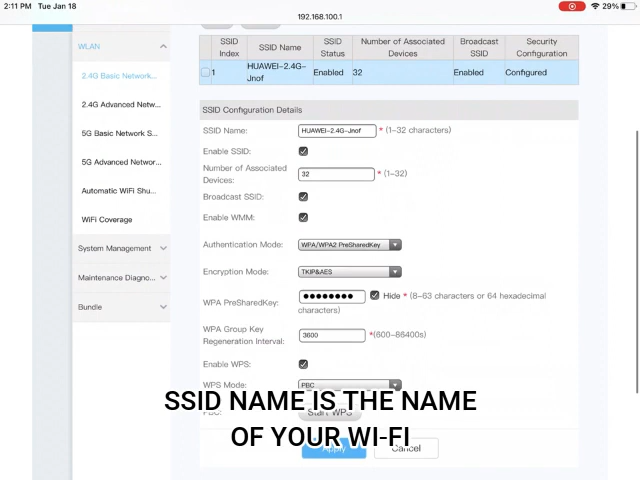 2:11 PM Tue Jan 18
29%
192.168.100.1
WLAN
2.4G Basic Network...
2.4G Advanced Netw...
5G Basic Network S...
5G Advanced Networ...
Automatic WiFi Shu...
WiFi Coverage
System Management
Maintenance Diagno...
Bundle
SSID Index SSID Name SSID Status Number of Associated Devices Broadcast SSID Security Configuration
1 HUAWEI-2.4G-Jnof Enabled 32 Enabled Configured
SSID Configuration Details
SSID Name: HUAWEI-2.4G-Jnof * (1-32 characters)
Enable SSID:
Number of Associated Devices: 32 * (1-32)
Broadcast SSID:
Enable WMM:
Authentication Mode: WPA/WPA2 PreSharedKey
Encryption Mode: TKIP&AES
WPA PreSharedKey: ●●●●●●●● Hide * (8-63 characters or 64 hexadecimal characters)
WPA Group Key Regeneration Interval: 3600 *(600-86400s)
Enable WPS:
WPS Mode: PBC
PBC: Start WPS
SSID NAME IS THE NAME
OF YOUR WI-FI
Apply Cancel